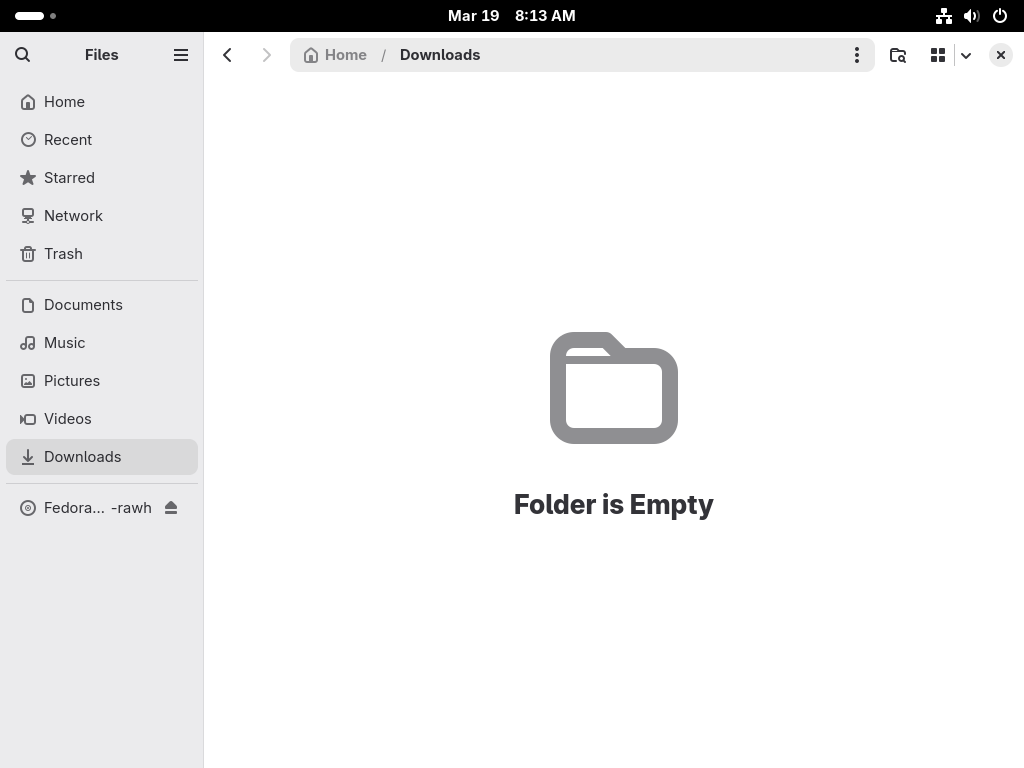 Mar 19 8:13 AM
Files
Home / Downloads
Home
Recent
Starred
Network
Trash
Documents
Music
Pictures
Videos
Downloads
Fedora... -rawh
Folder is Empty